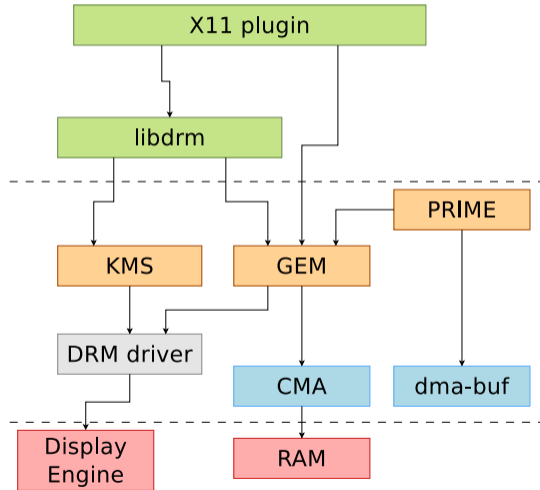 X11 plugin
libdrm
PRIME
KMS
GEM
DRM driver
CMA
dma-buf
Display
Engine
RAM